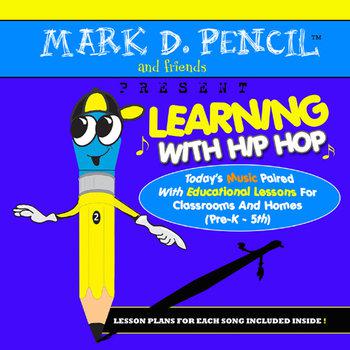 MARK D. PENCIL™
and friends
PRESENT
LEARNING
WITH HIP HOP
Today's Music Paired
With Educational Lessons For
Classrooms And Homes
(Pre-K - 5th)
2
LESSON PLANS FOR EACH SONG INCLUDED INSIDE !